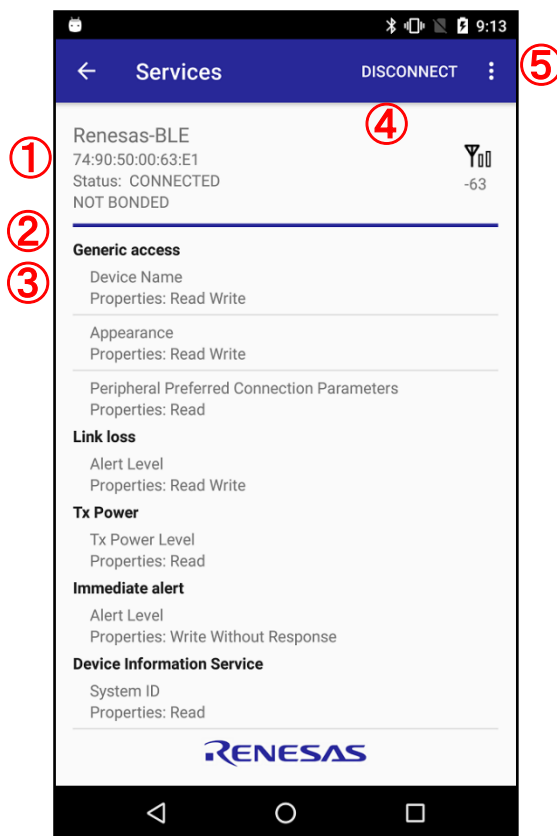 9:13
Services
DISCONNECT
⑤
④
Renesas-BLE
①
74:90:50:00:63:E1
Status: CONNECTED
-63
NOT BONDED
②
Generic access
③
Device Name
Properties: Read Write
Appearance
Properties: Read Write
Peripheral Preferred Connection Parameters
Properties: Read
Link loss
Alert Level
Properties: Read Write
Tx Power
Tx Power Level
Properties: Read
Immediate alert
Alert Level
Properties: Write Without Response
Device Information Service
System ID
Properties: Read
RENESAS